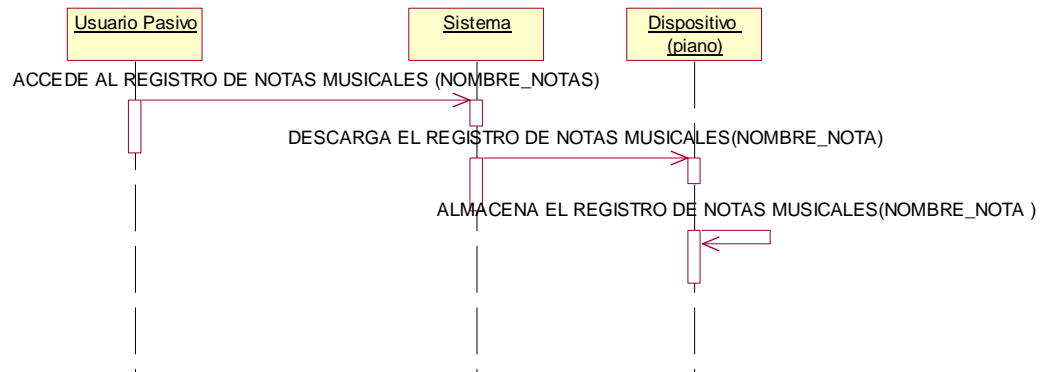 Usuario Pasivo
Sistema
Dispositivo
(piano)
ACCEDE AL REGISTRO DE NOTAS MUSICALES (NOMBRE_NOTAS)
DESCARGA EL REGISTRO DE NOTAS MUSICALES(NOMBRE_NOTA)
ALMACENA EL REGISTRO DE NOTAS MUSICALES(NOMBRE_NOTA )